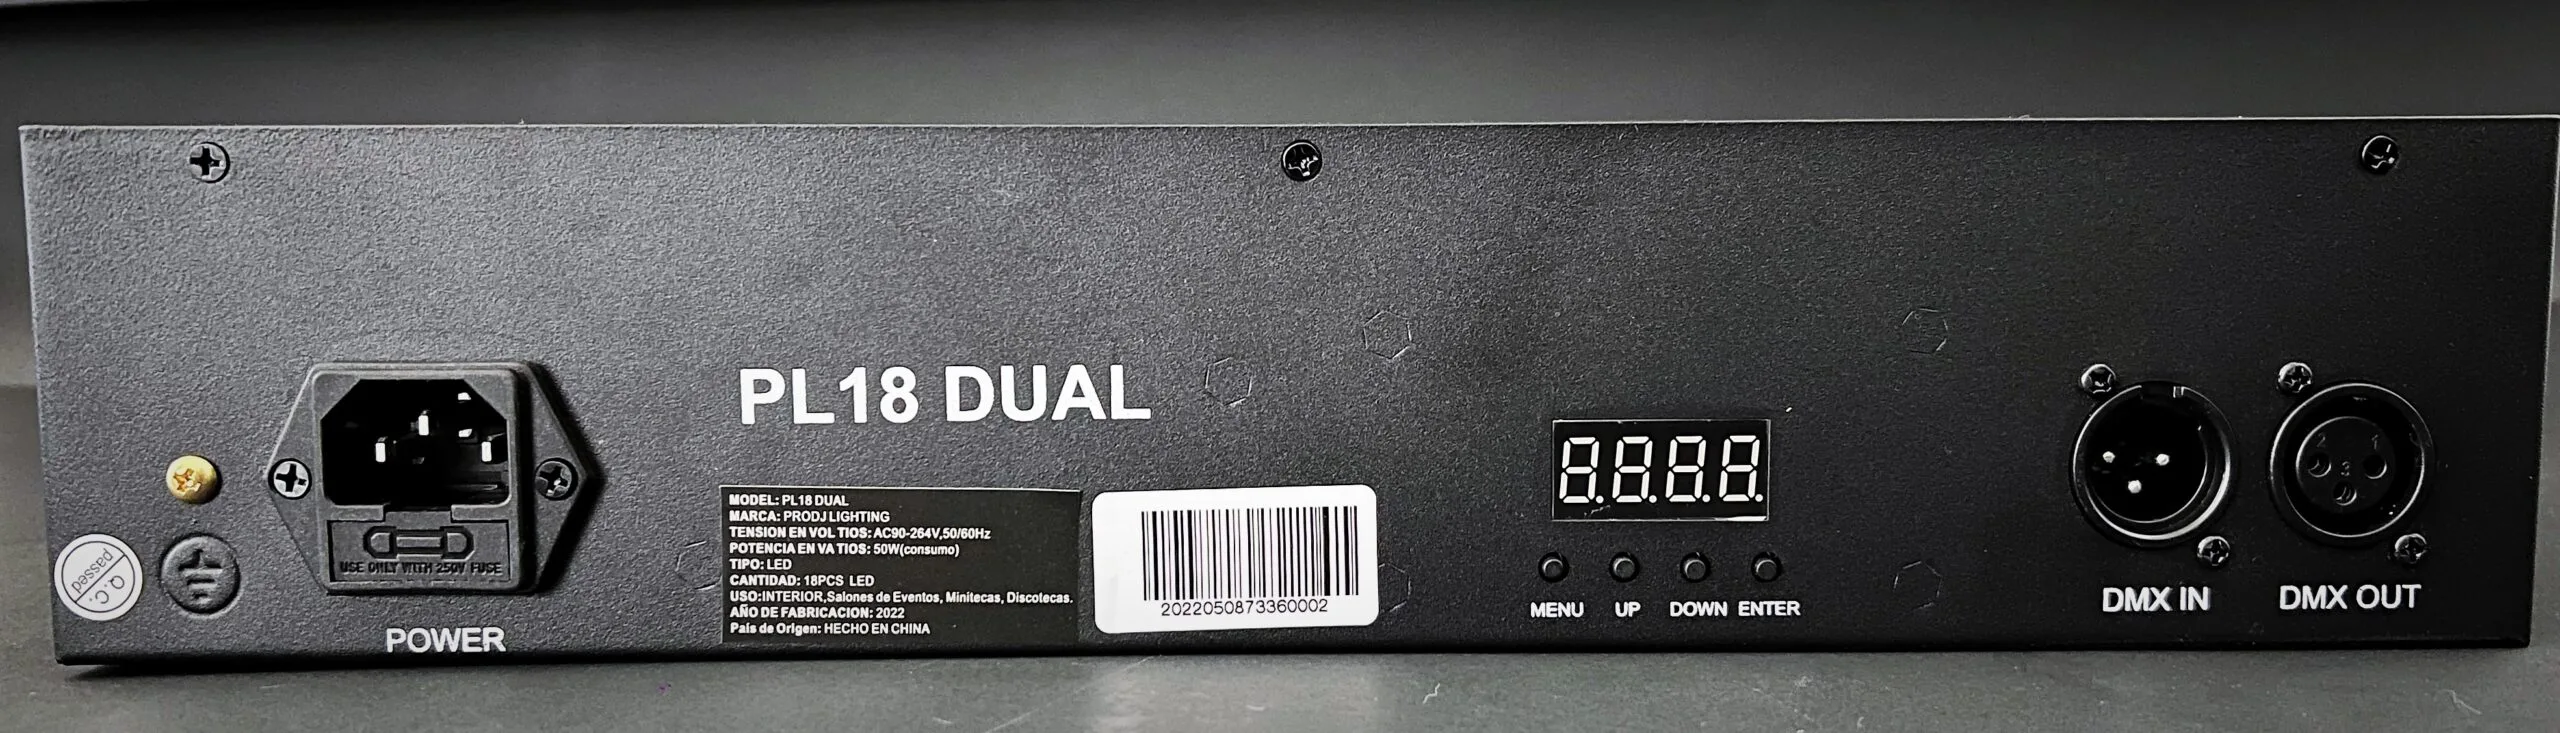 PL18 DUAL
MODEL: PL18 DUAL
MARCA: PRODJ LIGHTING
TENSION EN VOL TIOS: AC90-264V,50/60Hz
POTENCIA EN VA TIOS: 50W(consumo)
TIPO: LED
CANTIDAD: 18PCS LED
USO:INTERIOR,Salones de Eventos, Minitecas, Discotecas.
AÑO DE FABRICACION: 2022
País de Origen: HECHO EN CHINA
2022050873360002
8.8.8.8.
MENU UP DOWN ENTER
DMX IN DMX OUT
2 1
3
USE ONLY WITH 250V FUSE
POWER
Q.C.
passed